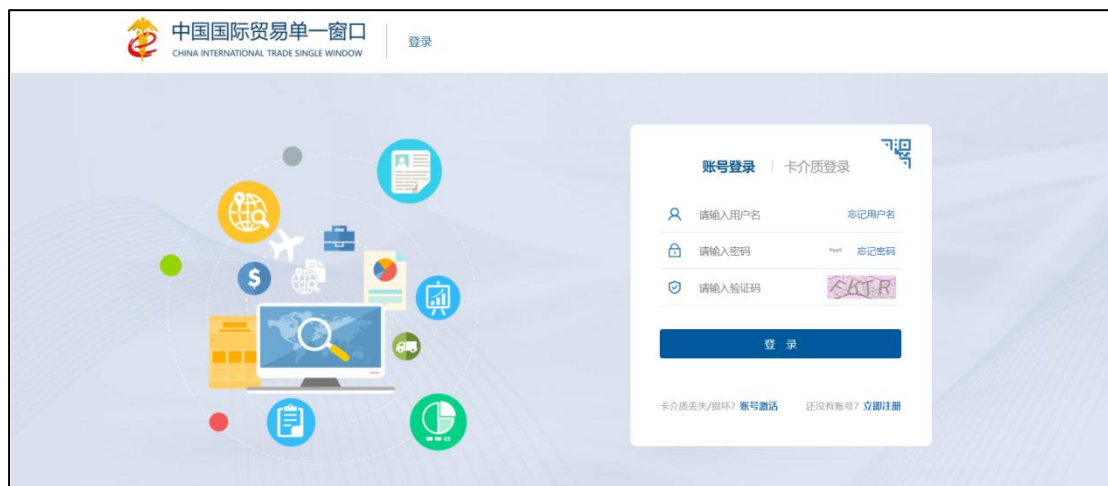 中国国际贸易单一窗口
CHINA INTERNATIONAL TRADE SINGLE WINDOW
登录
账号登录 卡介质登录
请输入用户名 忘记用户名
请输入密码 忘记密码
请输入验证码
登 录
卡介质丢失/损坏? 账号激活 还没有账号? 立即注册
$